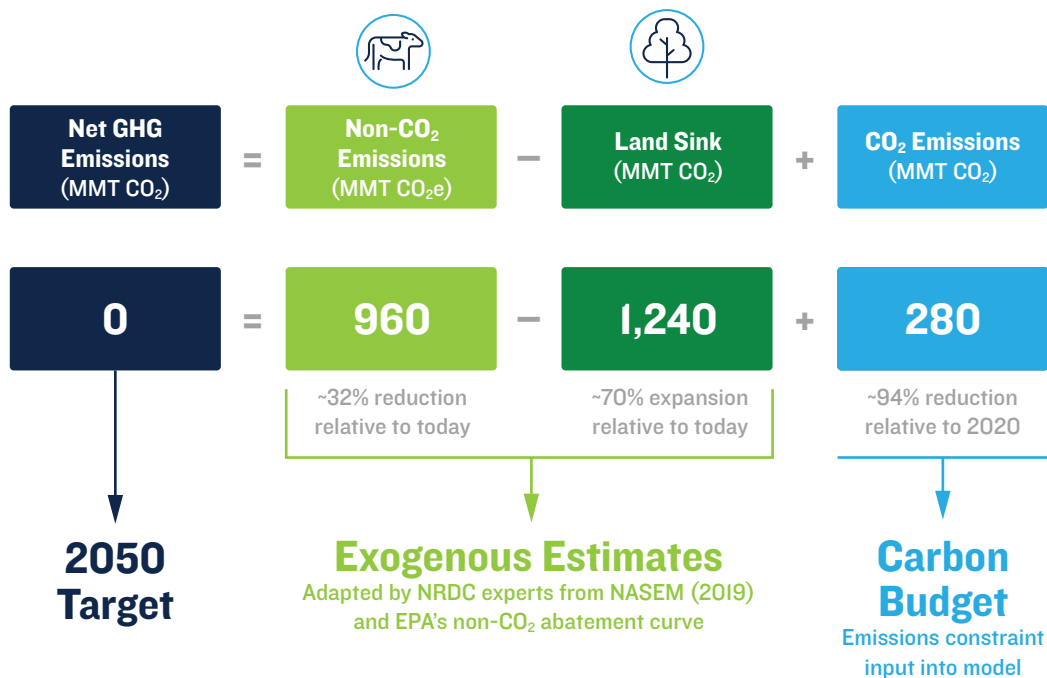 Net GHG
Emissions
(MMT CO₂)
=
Non-CO₂
Emissions
(MMT CO₂e)
−
Land Sink
(MMT CO₂)
+
CO₂ Emissions
(MMT CO₂)
0
=
960
−
1,240
+
280
~32% reduction
relative to today
~70% expansion
relative to today
~94% reduction
relative to 2020
2050
Target
Exogenous Estimates
Adapted by NRDC experts from NASEM (2019)
and EPA's non-CO₂ abatement curve
Carbon
Budget
Emissions constraint
input into model